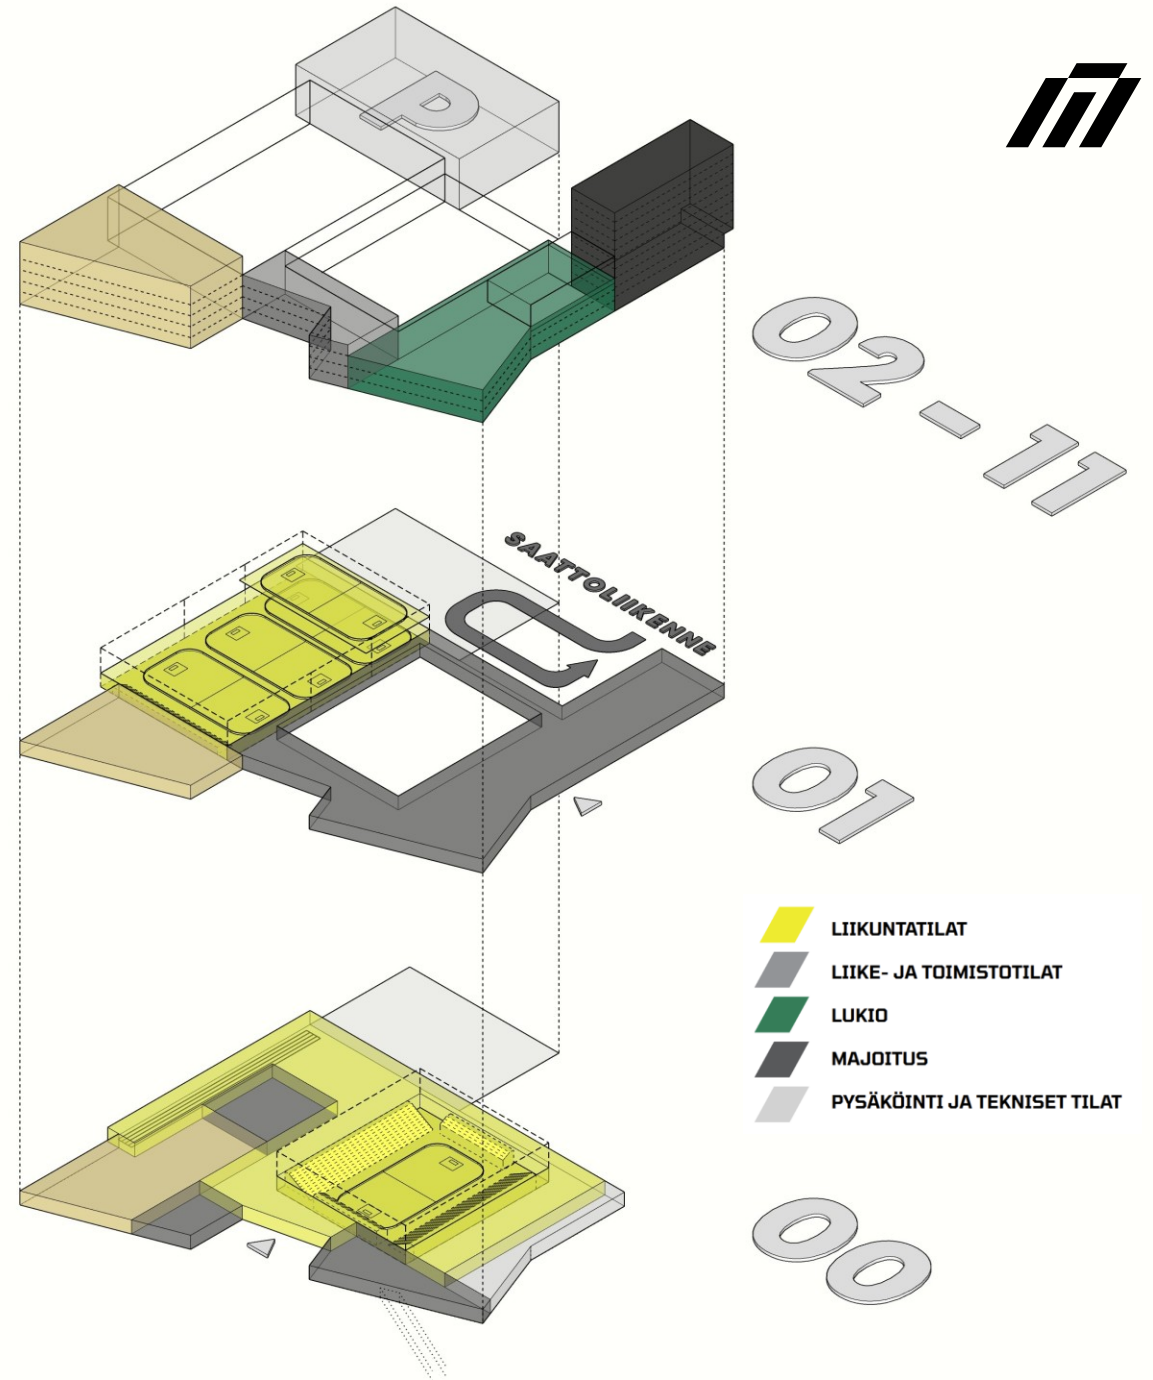 P
02-11
SAATTOLIIKENNE
01
LIIKUNTATILAT
LIIKE- JA TOIMISTOTILAT
LUKIO
MAJOITUS
PYSÄKÖINTI JA TEKNISET TILAT
00